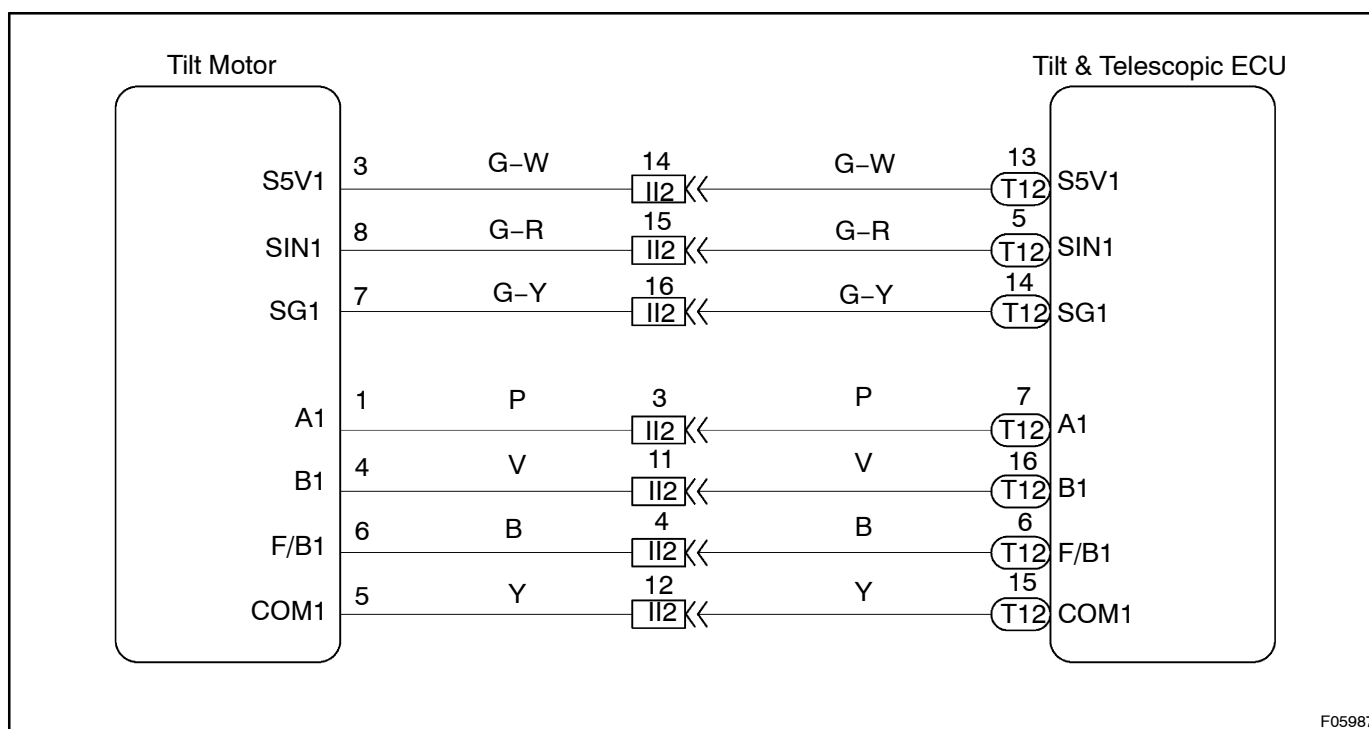 Tilt Motor Tilt & Telescopic ECU
S5V1 3 G–W 14 II2 G–W 13 T12 S5V1
SIN1 8 G–R 15 II2 G–R 5 T12 SIN1
SG1 7 G–Y 16 II2 G–Y 14 T12 SG1
A1 1 P 3 II2 P 7 T12 A1
B1 4 V 11 II2 V 16 T12 B1
F/B1 6 B 4 II2 B 6 T12 F/B1
COM1 5 Y 12 II2 Y 15 T12 COM1
F05987